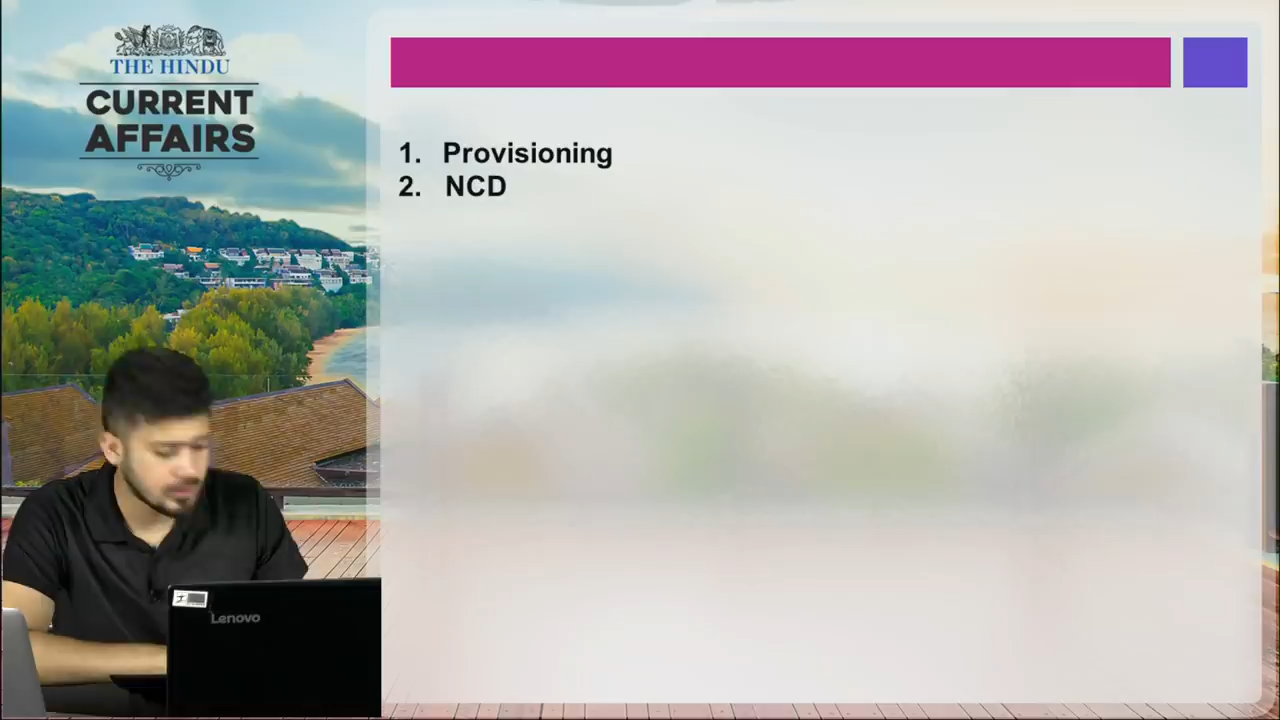 THE HINDU
CURRENT
AFFAIRS
1. Provisioning
2. NCD
Lenovo